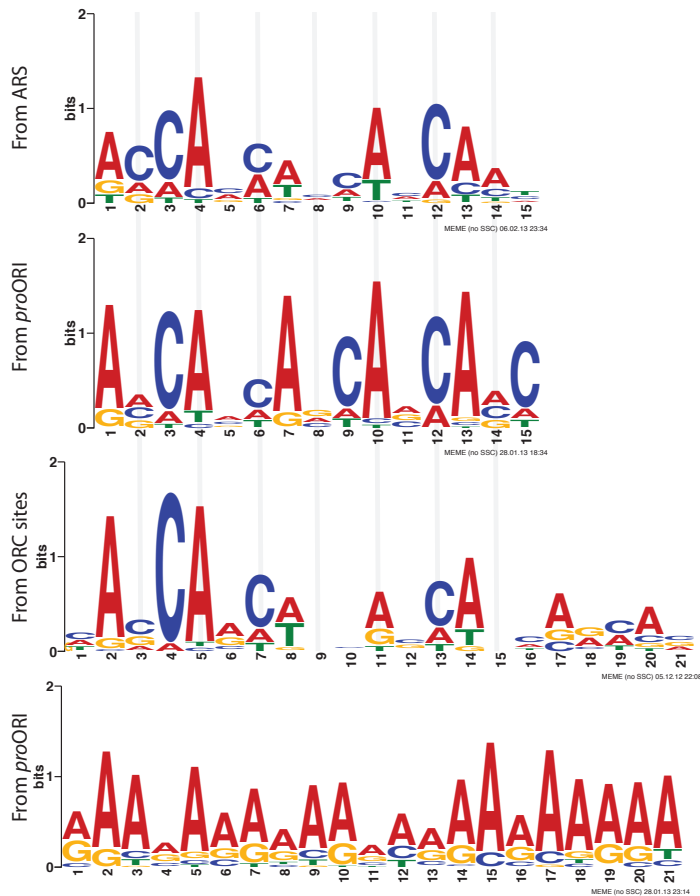 From ARS
bits
2
1
0
1 2 3 4 5 6 7 8 9 10 11 12 13 14 15
MEME (no SSC) 06.02.13 23:34
From proORI
bits
2
1
0
1 2 3 4 5 6 7 8 9 10 11 12 13 14 15
MEME (no SSC) 28.01.13 18:34
From ORC sites
bits
2
1
0
1 2 3 4 5 6 7 8 9 10 11 12 13 14 15 16 17 18 19 20 21
MEME (no SSC) 05.12.12 22:08
From proORI
bits
2
1
0
1 2 3 4 5 6 7 8 9 10 11 12 13 14 15 16 17 18 19 20 21
MEME (no SSC) 28.01.13 23:14